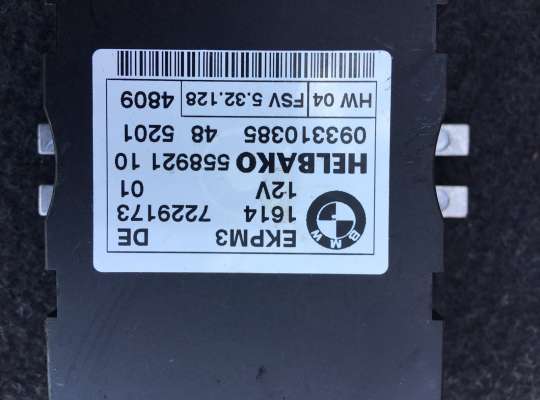 EKPM3 DE
1614 7229173
12V 01
HELBAKO 558921 10
093310385 48 5201
HW 04 FSV 5.32.128 4809
BMW